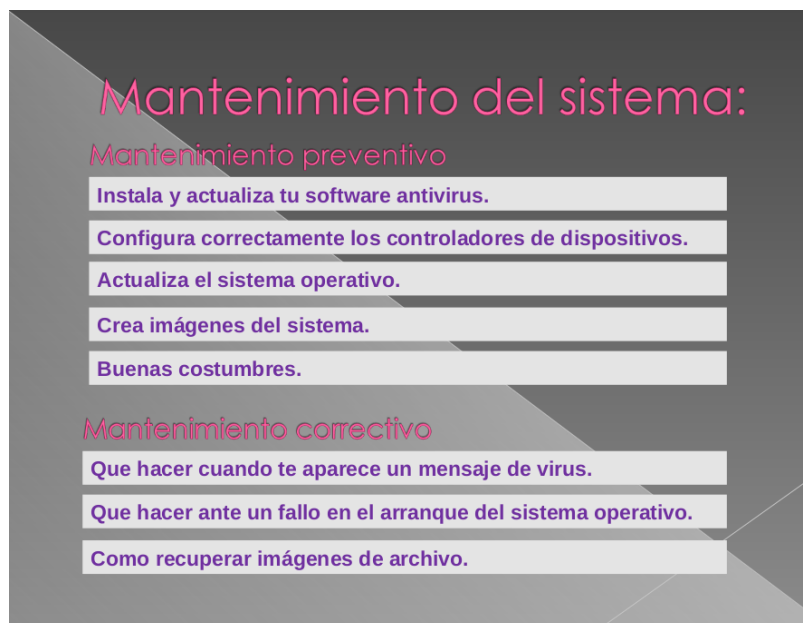 Mantenimiento del sistema:
Mantenimiento preventivo
Instala y actualiza tu software antivirus.
Configura correctamente los controladores de dispositivos.
Actualiza el sistema operativo.
Crea imágenes del sistema.
Buenas costumbres.
Mantenimiento correctivo
Que hacer cuando te aparece un mensaje de virus.
Que hacer ante un fallo en el arranque del sistema operativo.
Como recuperar imágenes de archivo.